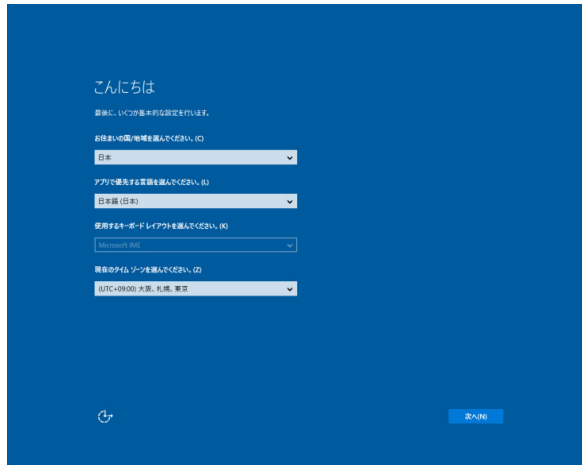 こんにちは
最後に、いくつか基本的な設定を行います。
お住まいの国/地域を選んでください。(C)
日本
アプリで優先する言語を選んでください。(L)
日本語 (日本)
使用するキーボード レイアウトを選んでください。(K)
Microsoft IME
現在のタイム ゾーンを選んでください。(Z)
(UTC+09:00) 大阪、札幌、東京
次へ(N)